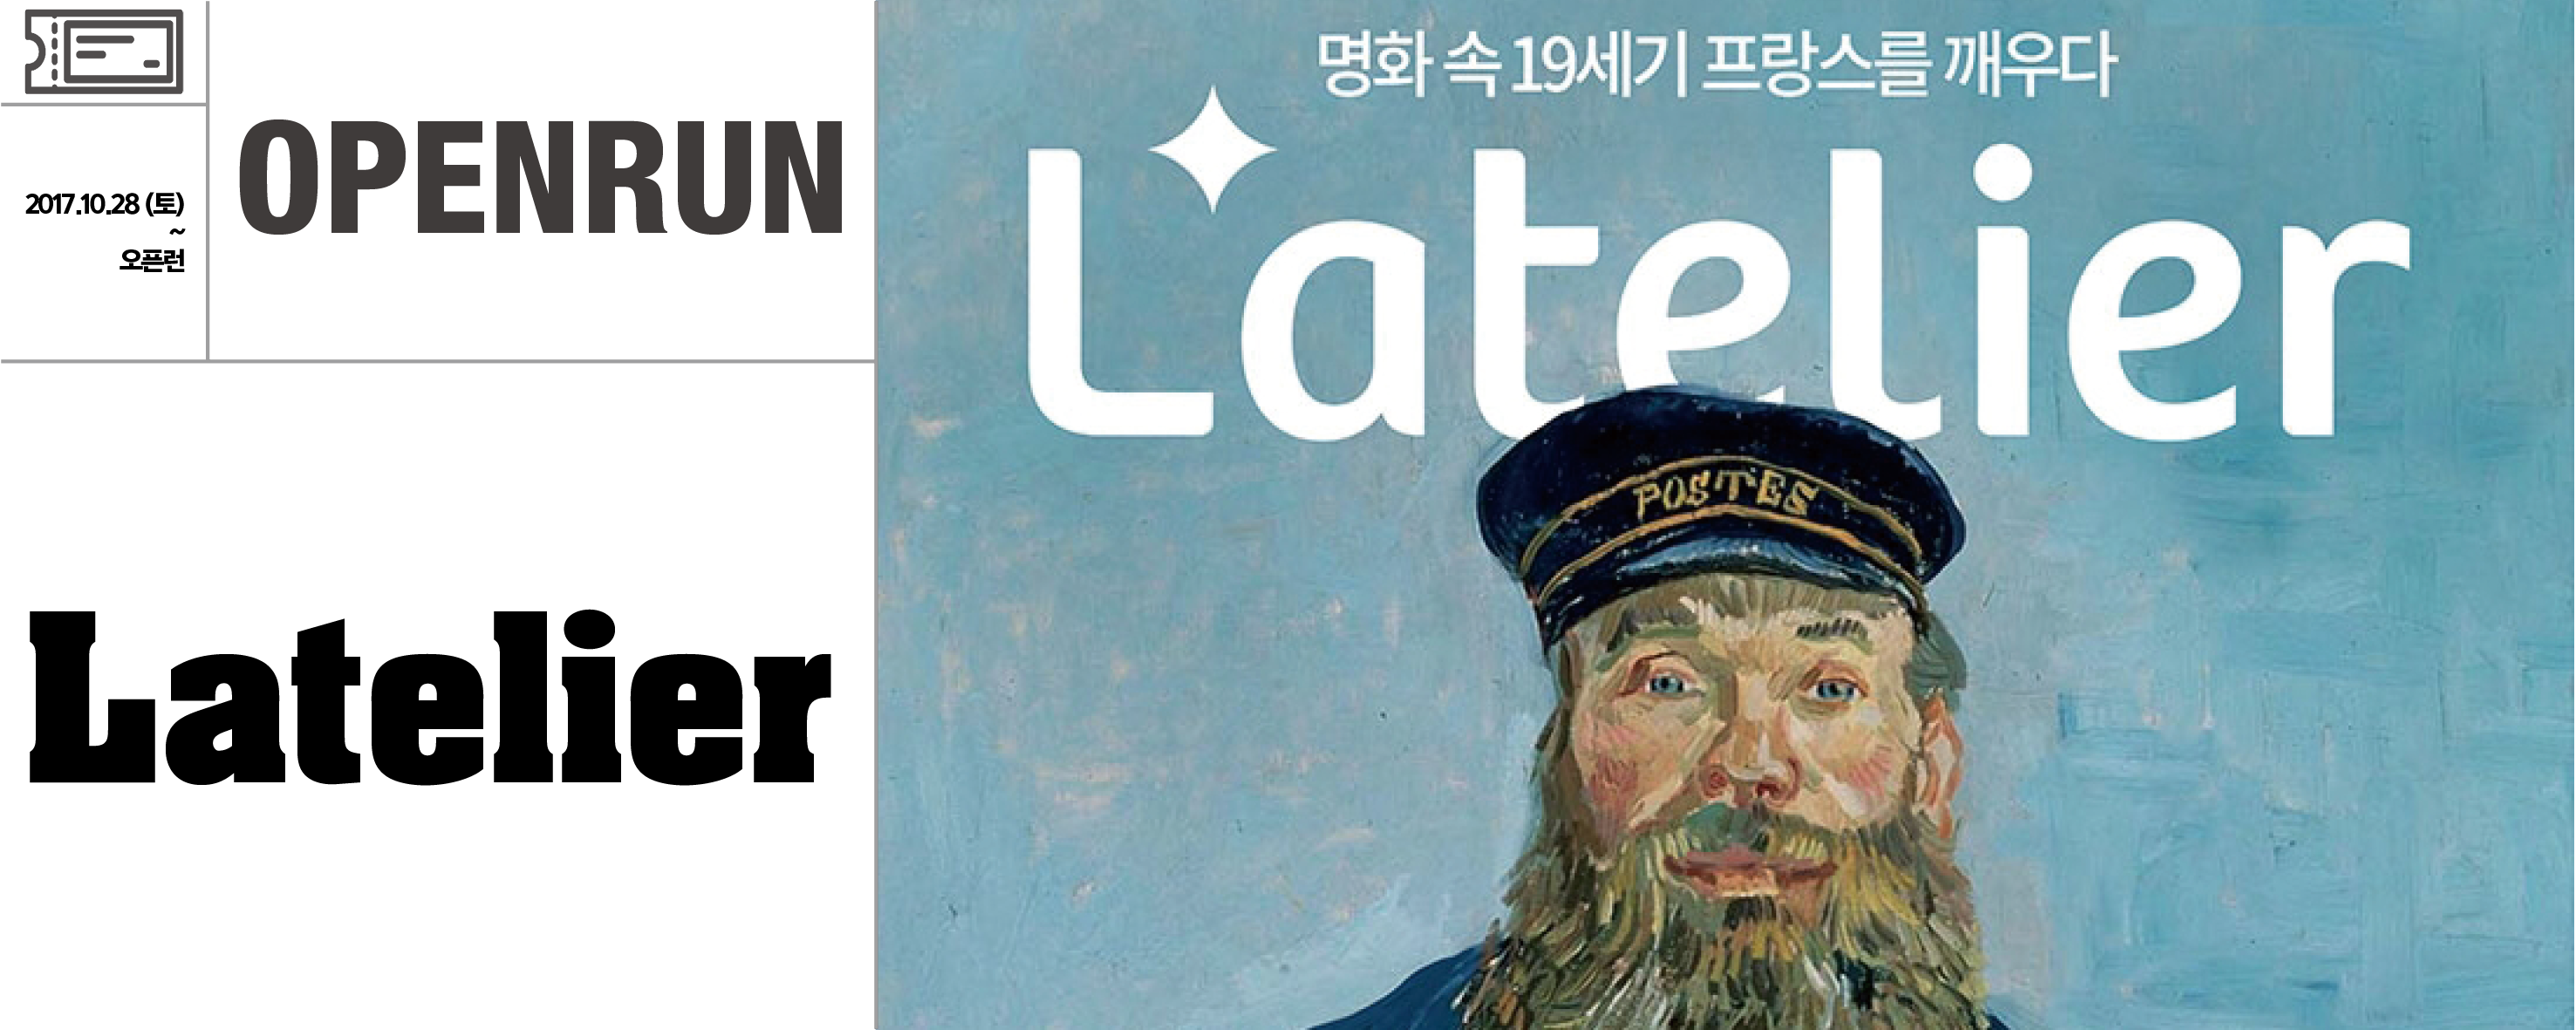 2017.10.28 (토)
~
오픈런
OPENRUN
Latelier
명화 속 19세기 프랑스를 깨우다
L'atelier
POSTES